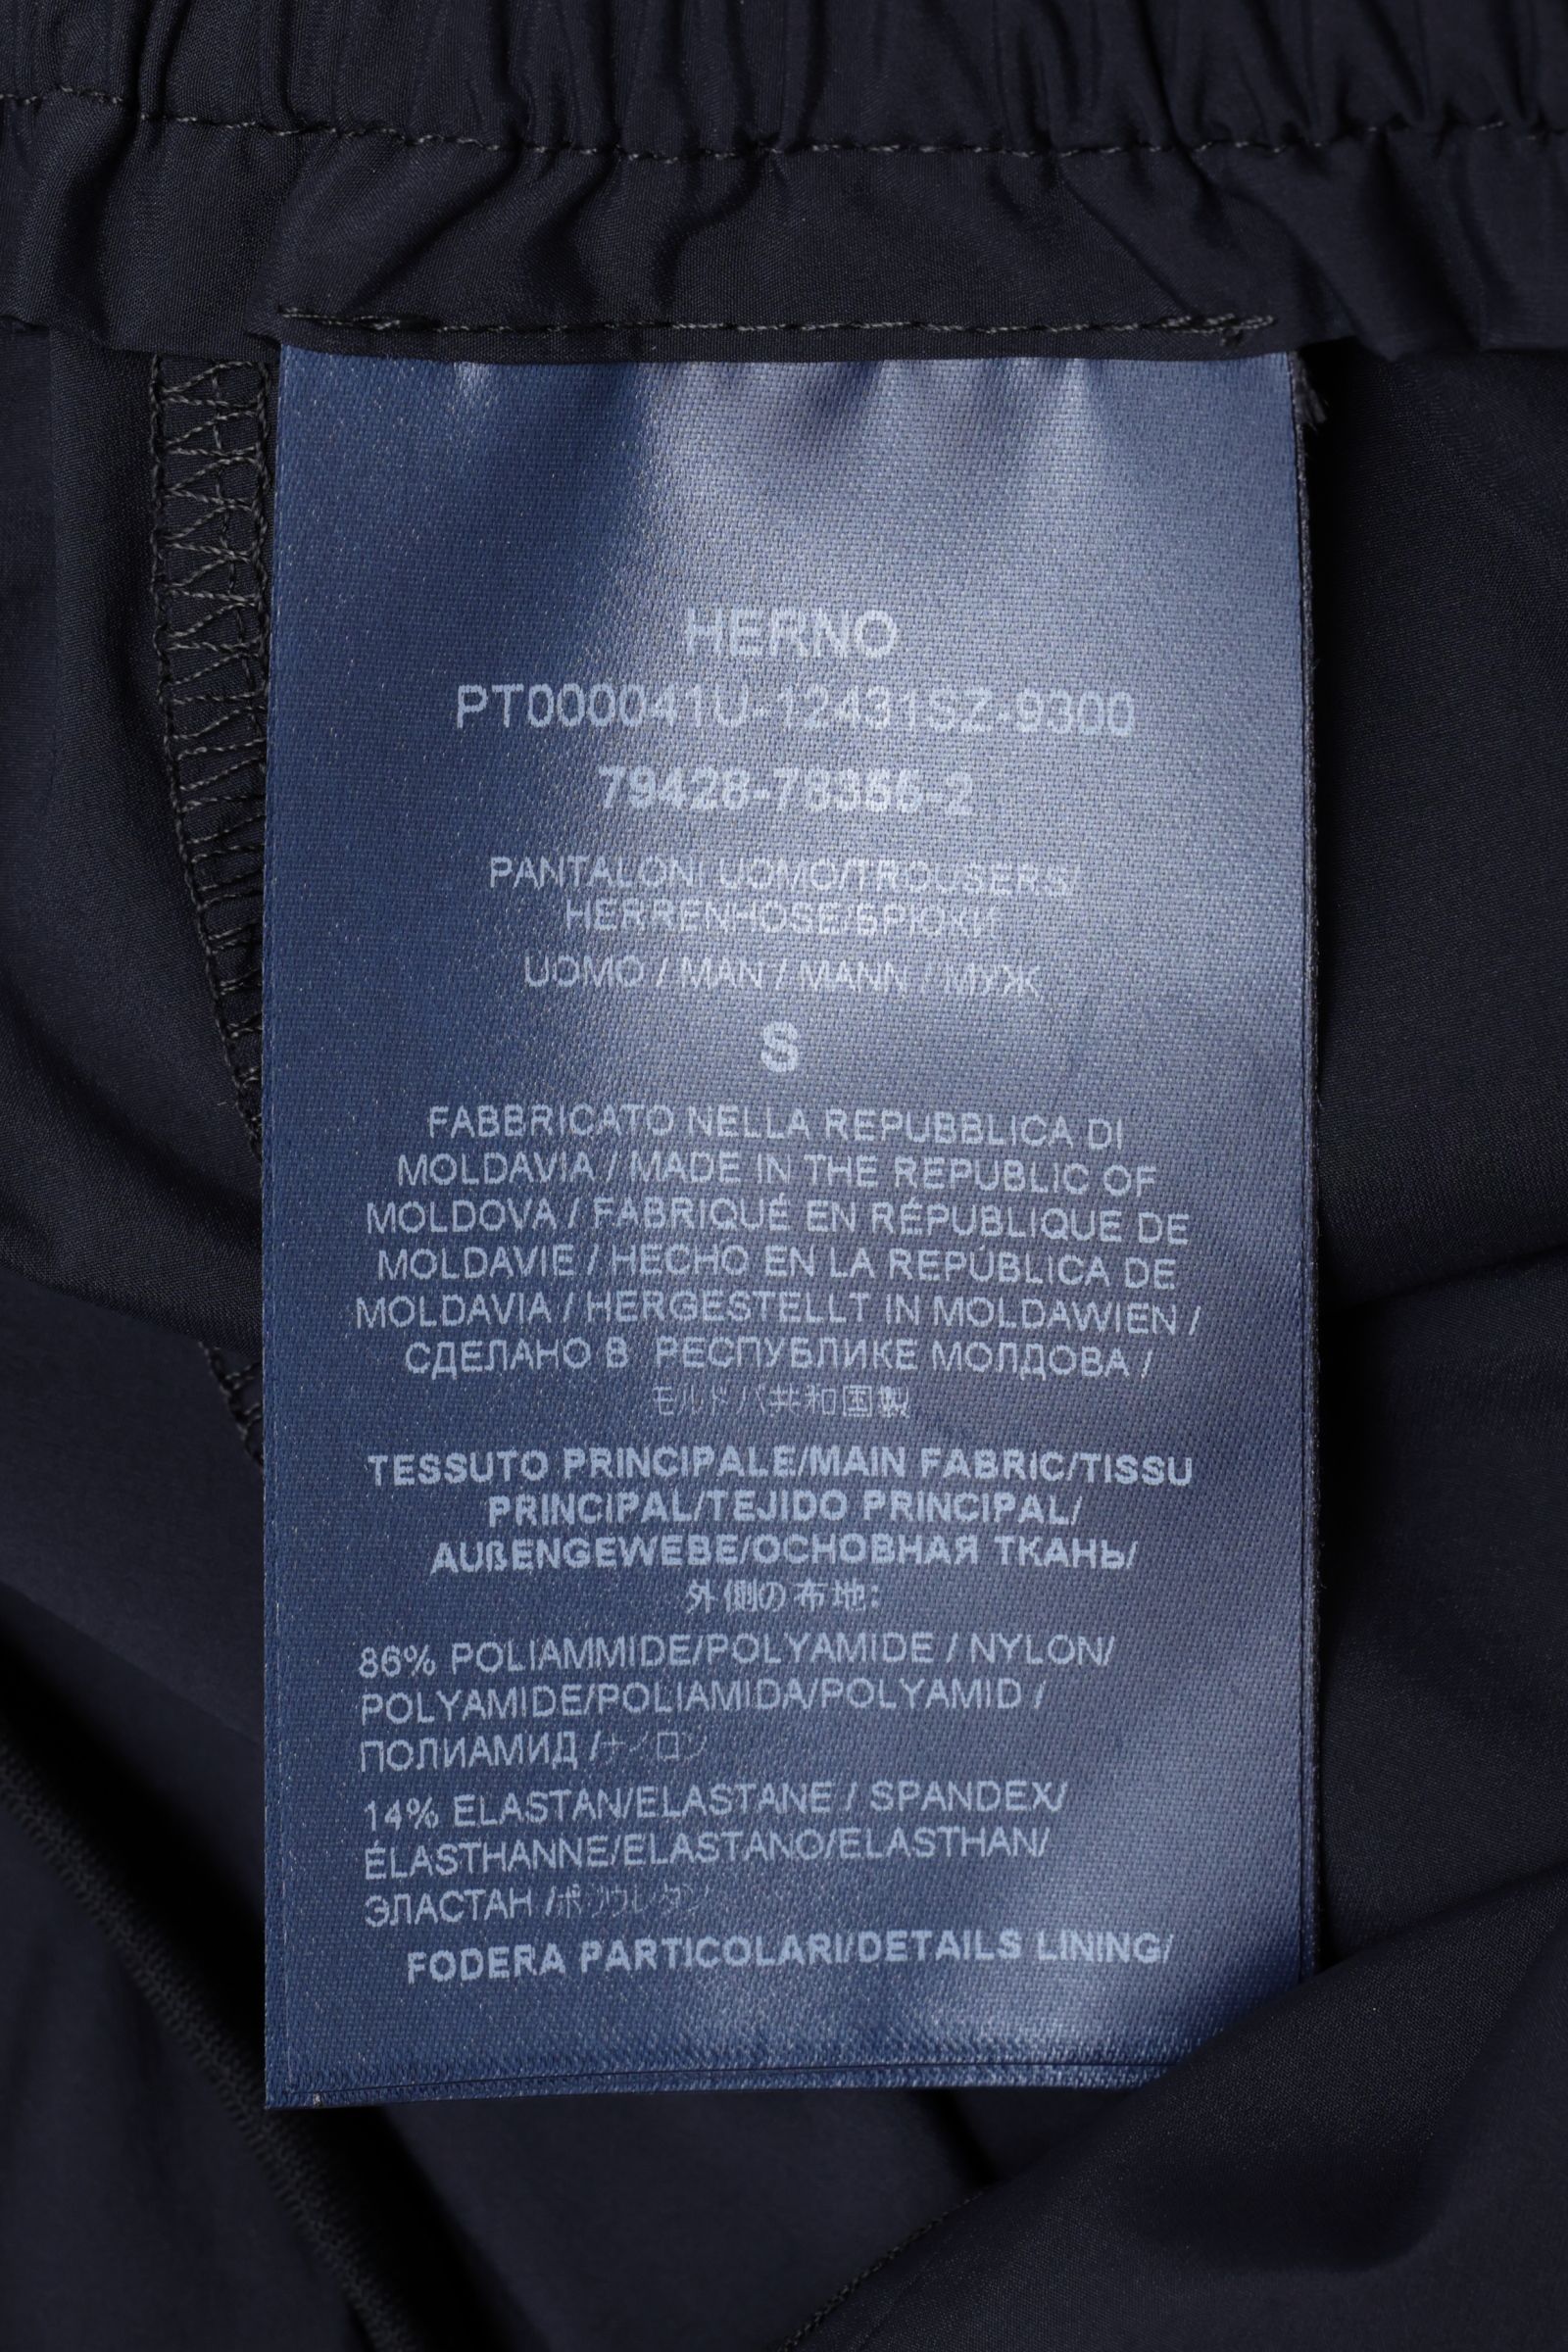 HERNO
PT000041U-12431SZ-9300
79428-78355-2
PANTALONI UOMO/TROUSERS/
HERRENHOSE/БРЮКИ
UOMO / MAN / MANN / МУЖ
S
FABBRICATO NELLA REPUBBLICA DI
MOLDAVIA / MADE IN THE REPUBLIC OF
MOLDOVA / FABRIQUÉ EN RÉPUBLIQUE DE
MOLDAVIE / HECHO EN LA REPÚBLICA DE
MOLDAVIA / HERGESTELLT IN MOLDAWIEN /
СДЕЛАНО В РЕСПУБЛИКЕ МОЛДОВА /
モルドバ共和国製
TESSUTO PRINCIPALE/MAIN FABRIC/TISSU
PRINCIPAL/TEJIDO PRINCIPAL/
AUßENGEWEBE/ОСНОВНАЯ ТКАНЬ/
外側の布地:
86% POLIAMMIDE/POLYAMIDE / NYLON/
POLYAMIDE/POLIAMIDA/POLYAMID /
ПОЛИАМИД /ナイロン
14% ELASTAN/ELASTANE / SPANDEX/
ÉLASTHANNE/ELASTANO/ELASTHAN/
ЭЛАСТАН /ポリウレタン
FODERA PARTICOLARI/DETAILS LINING/